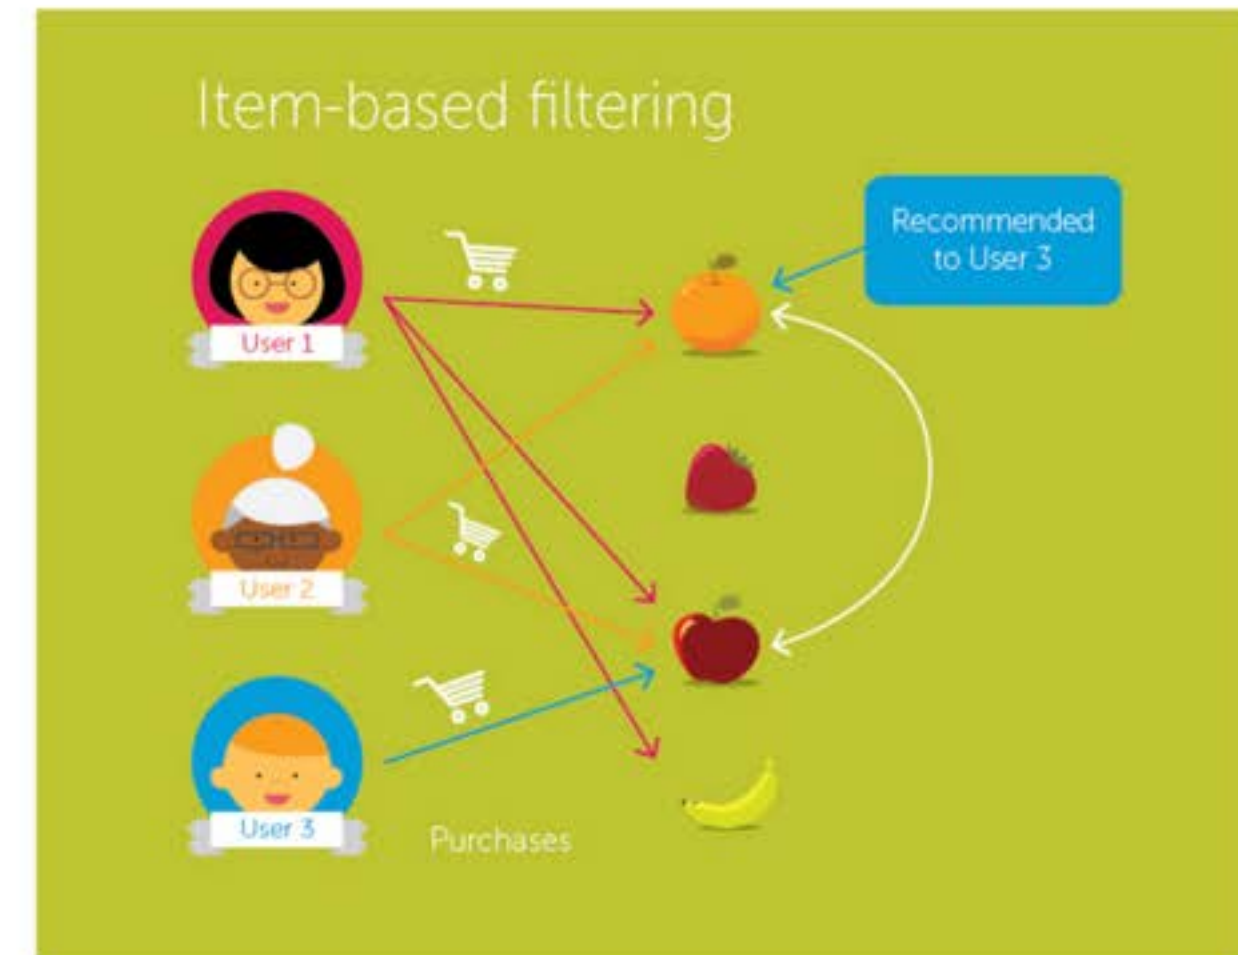 Item-based filtering
Recommended
to User 3
User 1
User 2
User 3
Purchases